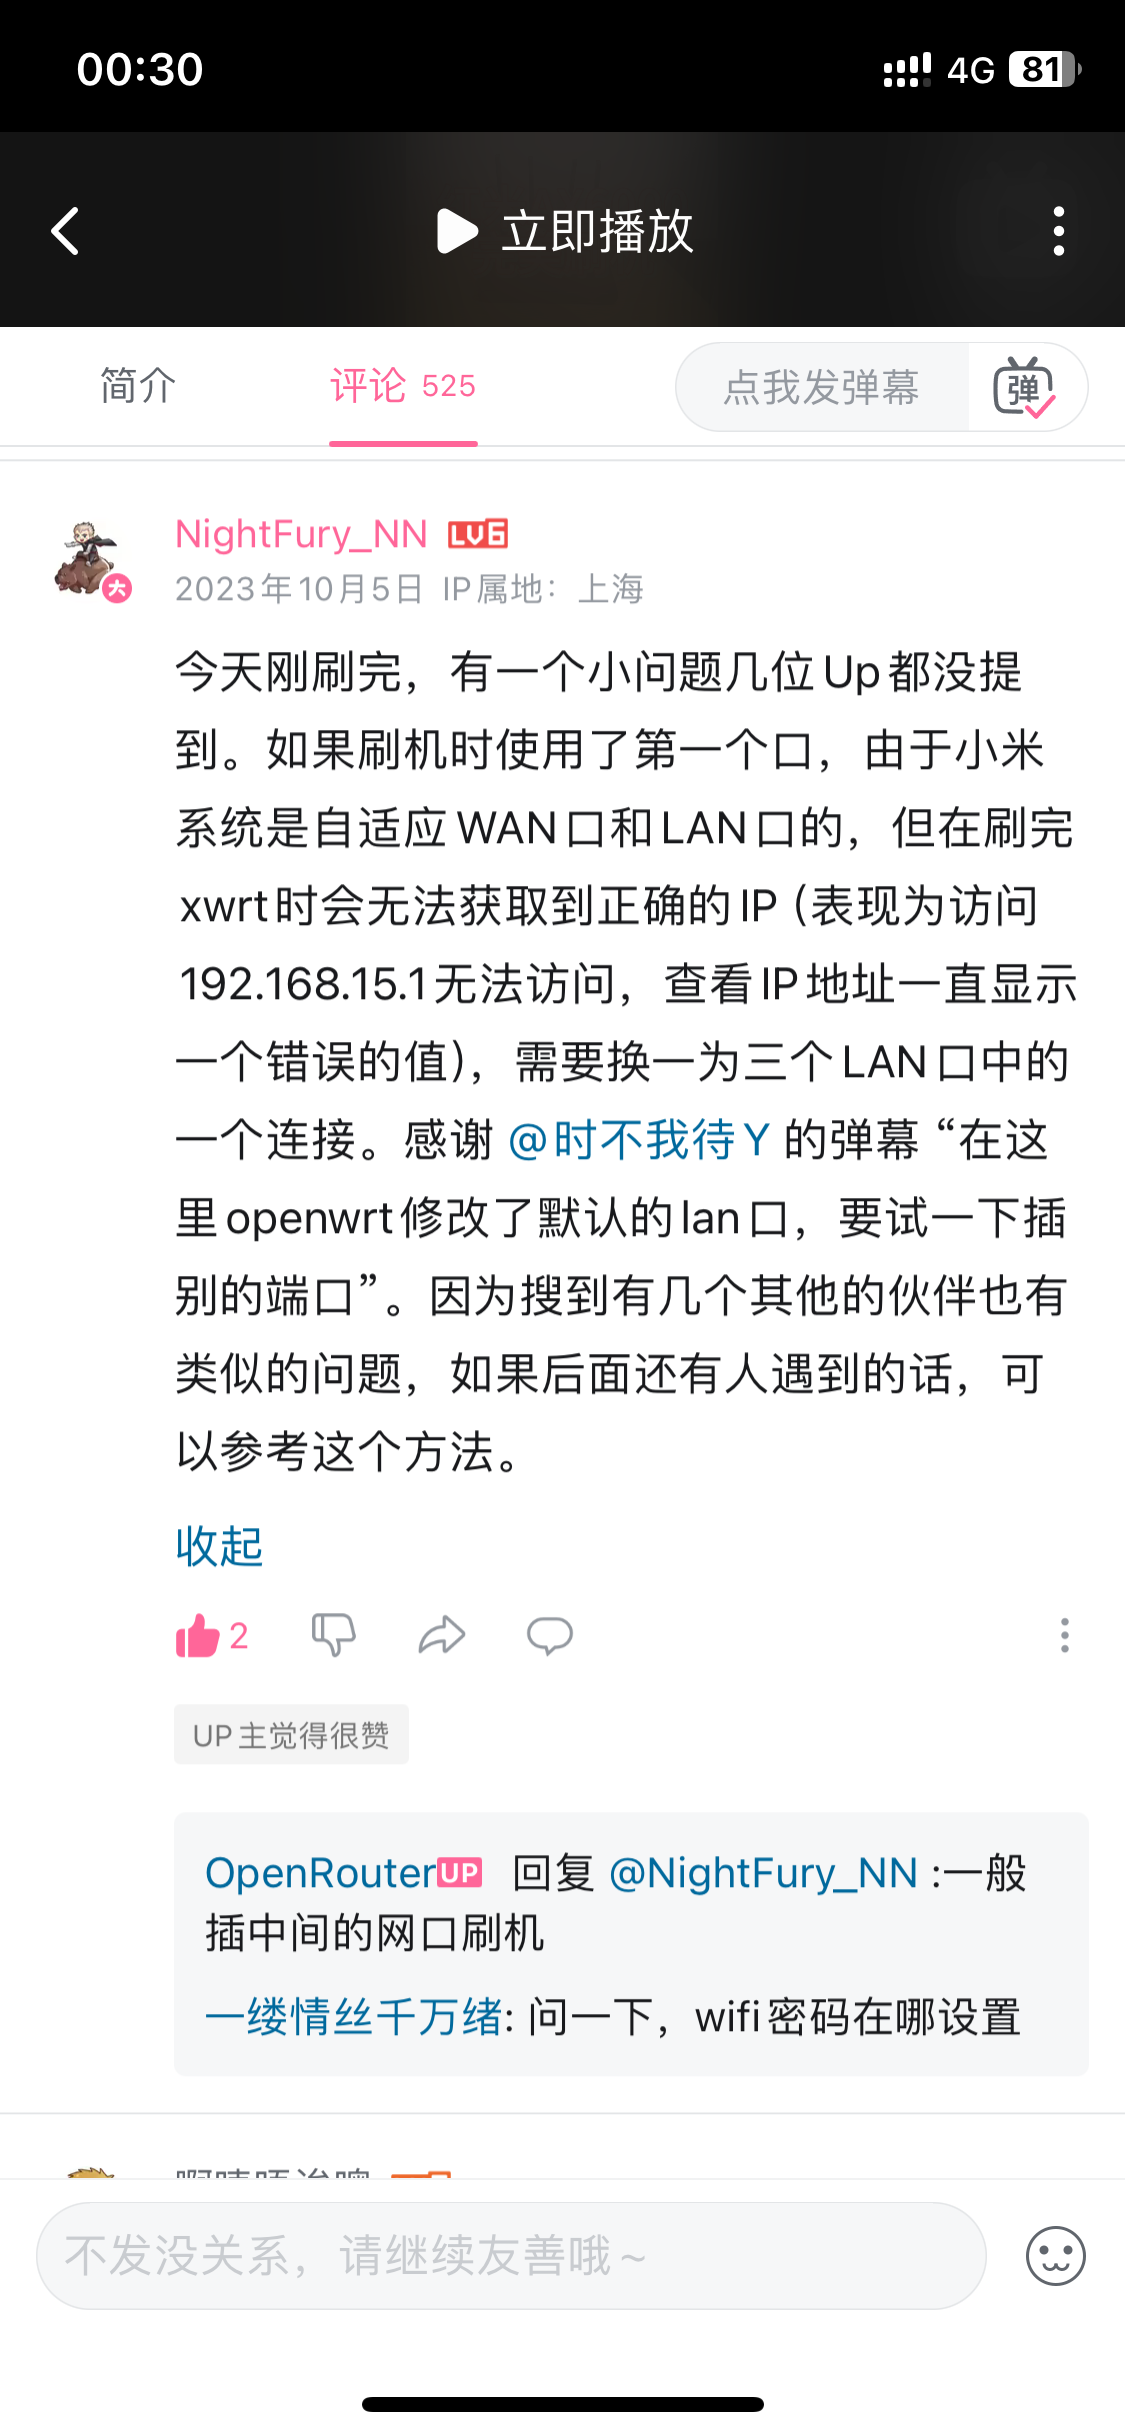 00:30
4G 81
立即播放
简介 评论 525 点我发弹幕 弹
NightFury_NN LV6
大
2023年10月5日 IP属地：上海
今天刚刷完，有一个小问题几位Up都没提
到。如果刷机时使用了第一个口，由于小米
系统是自适应WAN口和LAN口的，但在刷完
xwrt时会无法获取到正确的IP（表现为访问
192.168.15.1无法访问，查看IP地址一直显示
一个错误的值），需要换一为三个LAN口中的
一个连接。感谢 @时不我待Y 的弹幕 “在这
里openwrt修改了默认的lan口，要试一下插
别的端口”。因为搜到有几个其他的伙伴也有
类似的问题，如果后面还有人遇到的话，可
以参考这个方法。
收起
2
UP主觉得很赞
OpenRouter UP 回复 @NightFury_NN :一般
插中间的网口刷机
一缕情丝千万绪: 问一下，wifi密码在哪设置
不发没关系，请继续友善哦~